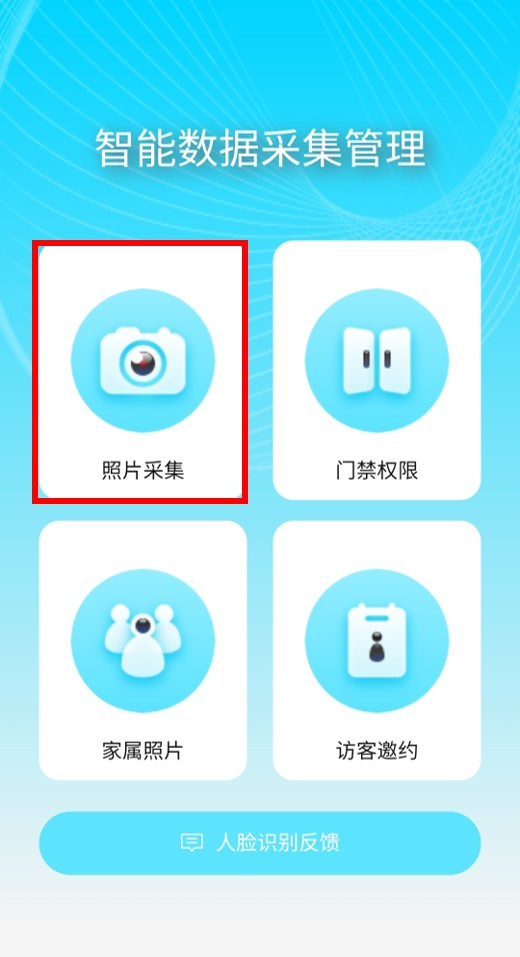 智能数据采集管理
照片采集
门禁权限
家属照片
访客邀约
人脸识别反馈